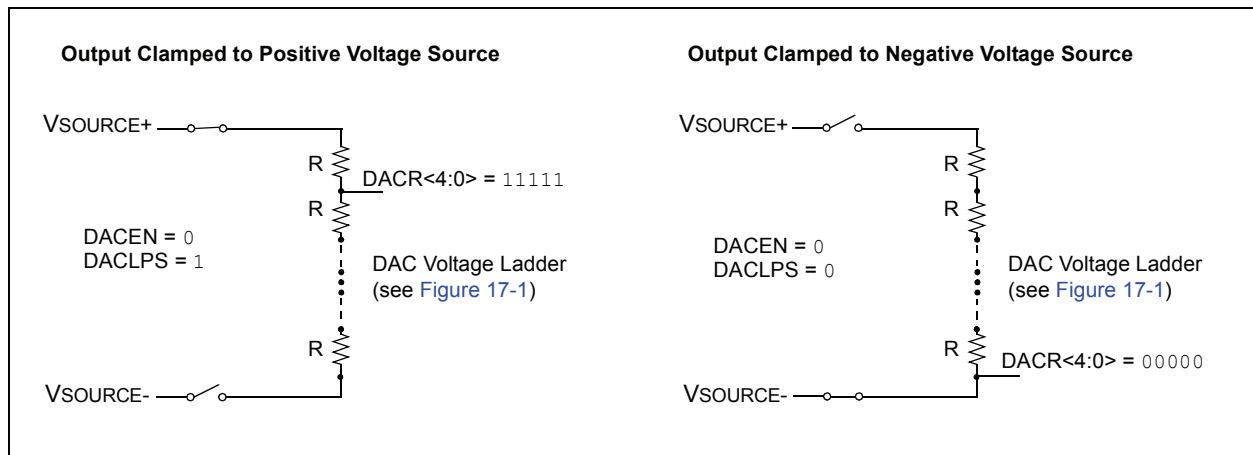 Output Clamped to Positive Voltage Source
VSOURCE+
R
DACR<4:0> = 11111
R
DACEN = 0
DACLPS = 1
DAC Voltage Ladder
(see Figure 17-1)
R
VSOURCE-
Output Clamped to Negative Voltage Source
VSOURCE+
R
R
DACEN = 0
DACLPS = 0
DAC Voltage Ladder
(see Figure 17-1)
R
DACR<4:0> = 00000
VSOURCE-